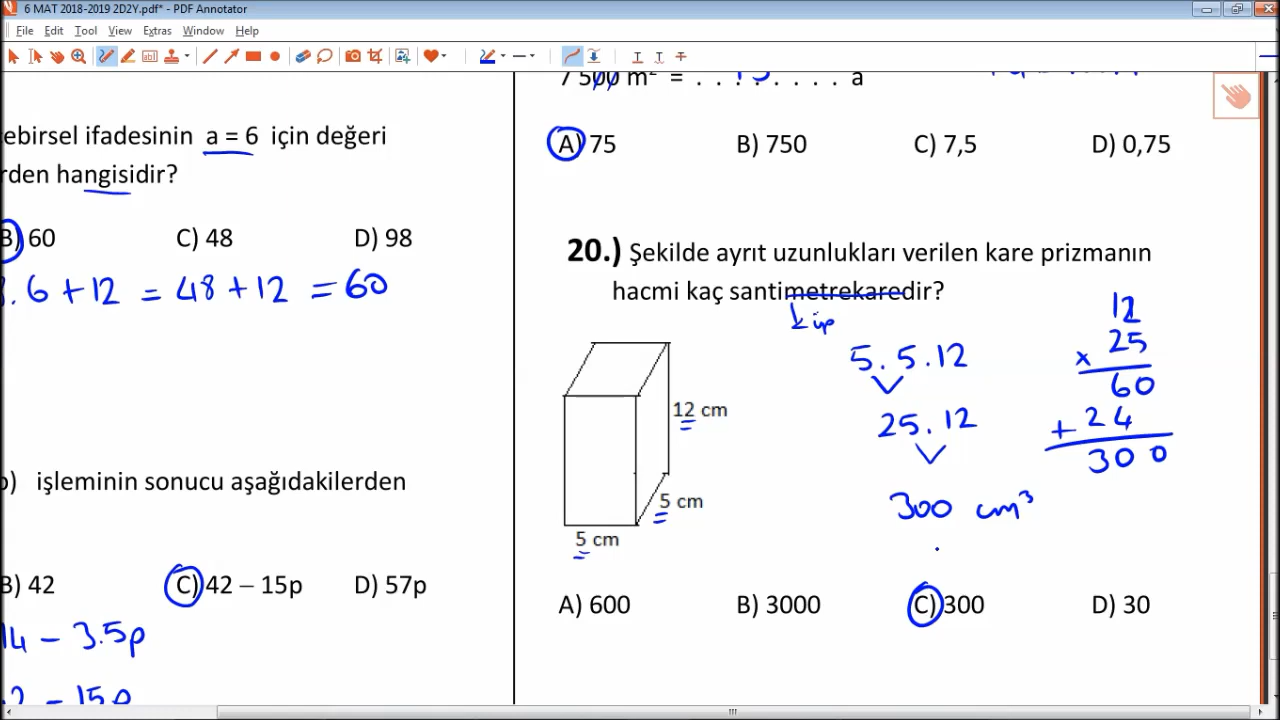 6 MAT 2018-2019 2D2Y.pdf* - PDF Annotator
File Edit Tool View Extras Window Help
ebirsel ifadesinin a = 6 için değeri
rden hangisidir?
B) 60 C) 48 D) 98
. 6 + 12 = 48 + 12 = 60
işleminin sonucu aşağıdakilerden
B) 42 C) 42 – 15p D) 57p
14 – 3.5p
– 15p
7 500 m² = . . . . . . . . a
A) 75 B) 750 C) 7,5 D) 0,75
20.) Şekilde ayrıt uzunlukları verilen kare prizmanın
hacmi kaç santimetrekaredir?
küp
12 cm
5 cm
5 cm
5 . 5 . 12
25 . 12
300 cm³
12
x 25
60
+ 24
300
A) 600 B) 3000 C) 300 D) 30